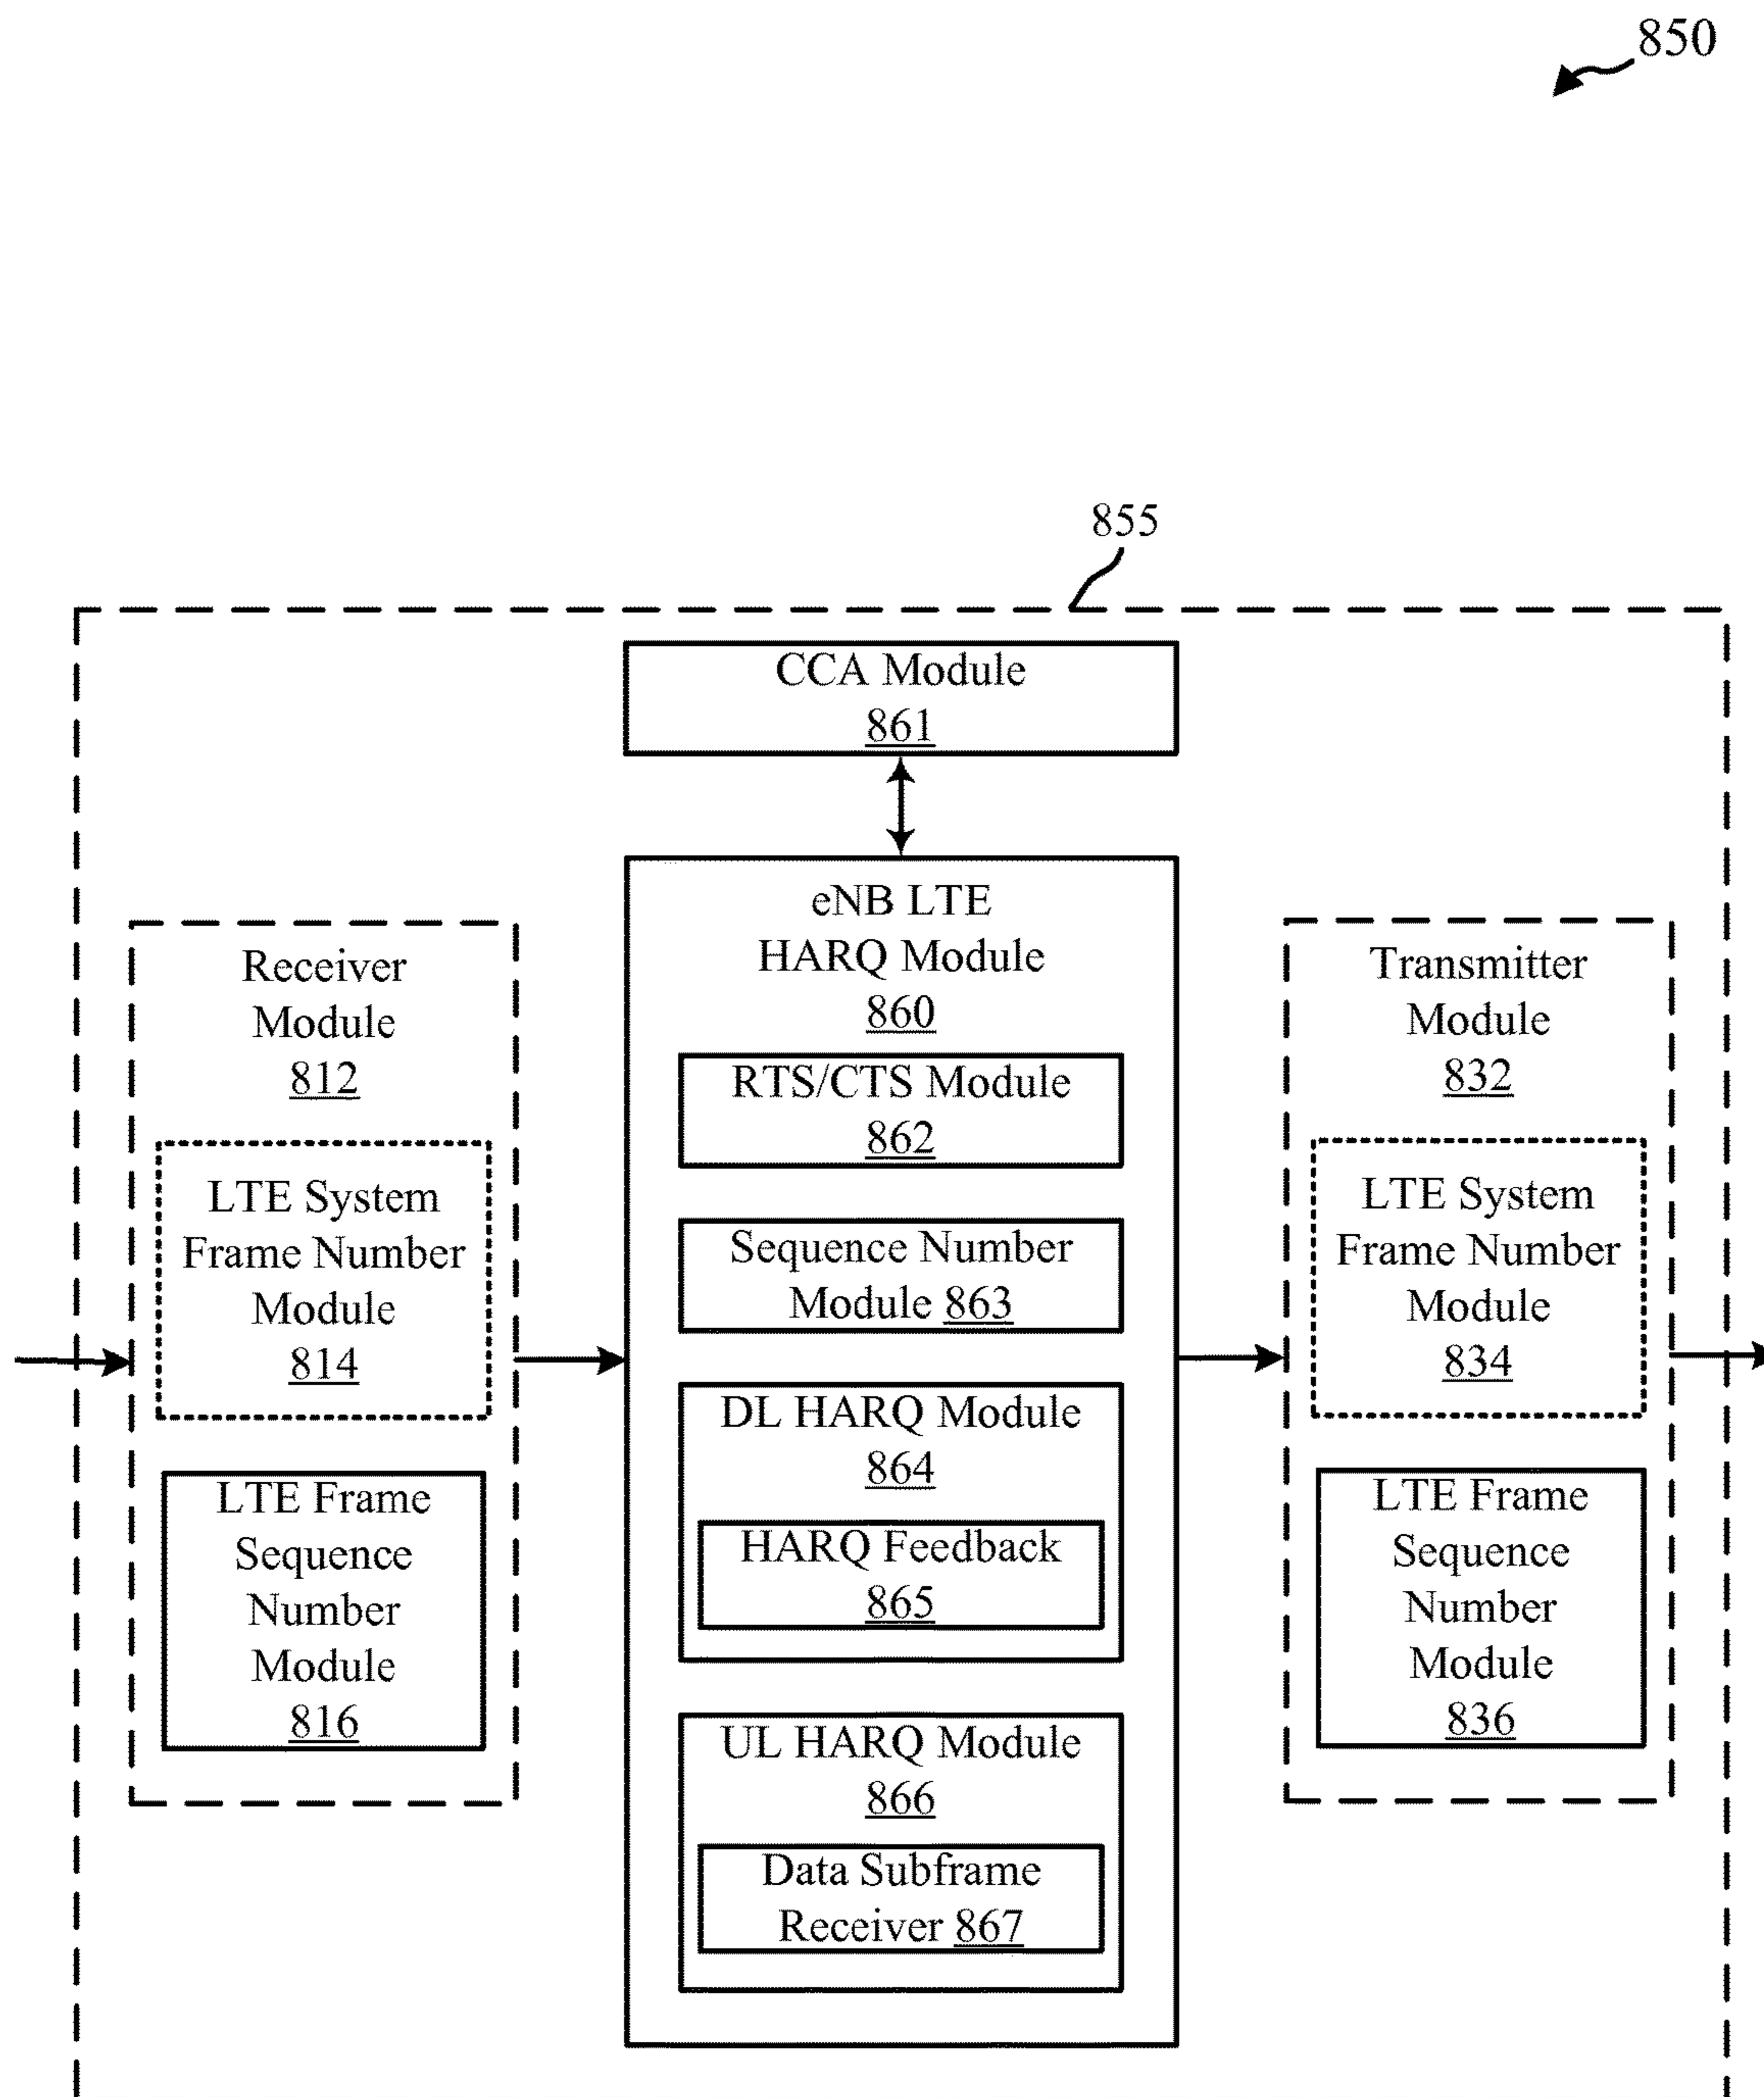 850
855
CCA Module
861
eNB LTE
HARQ Module
860
RTS/CTS Module
862
Sequence Number
Module 863
DL HARQ Module
864
HARQ Feedback
865
UL HARQ Module
866
Data Subframe
Receiver 867
Receiver
Module
812
LTE System
Frame Number
Module
814
LTE Frame
Sequence
Number
Module
816
Transmitter
Module
832
LTE System
Frame Number
Module
834
LTE Frame
Sequence
Number
Module
836